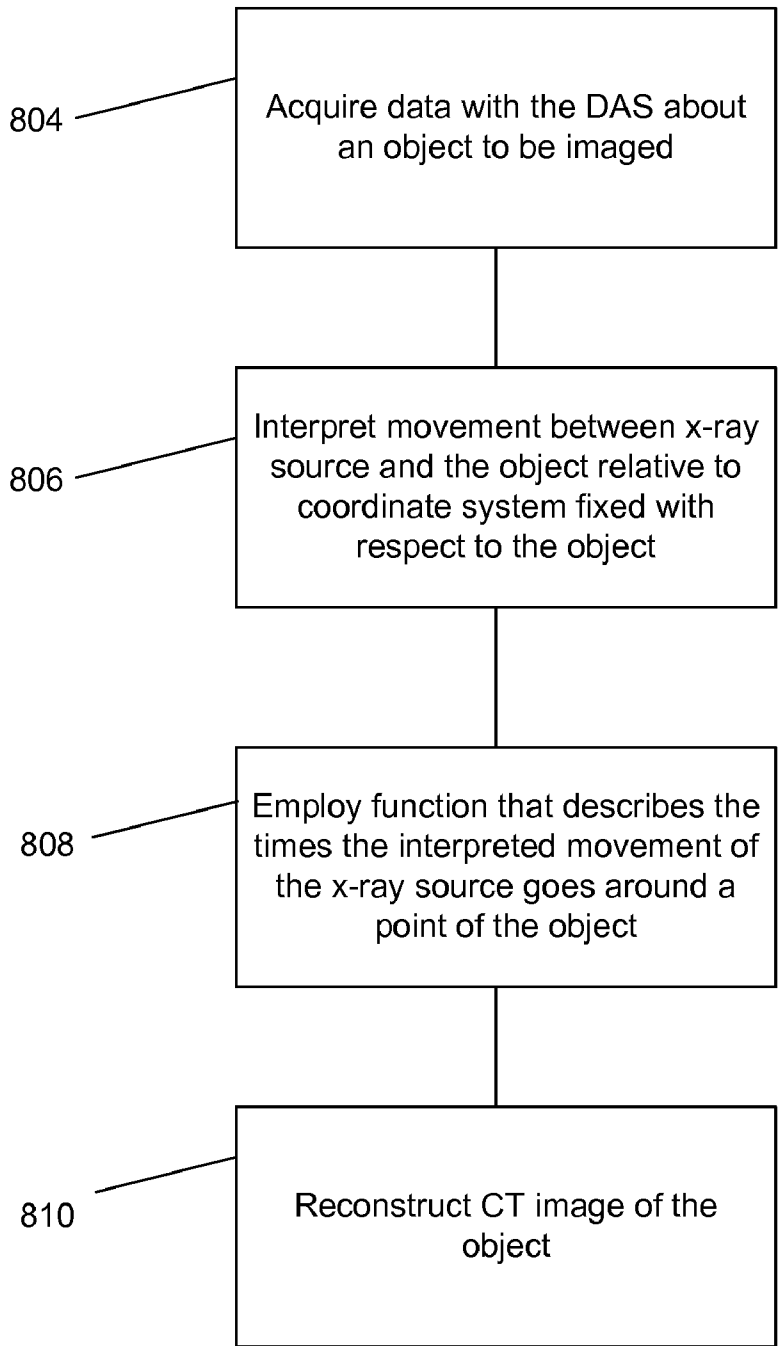 804
Acquire data with the DAS about
an object to be imaged
806
Interpret movement between x-ray
source and the object relative to
coordinate system fixed with
respect to the object
808
Employ function that describes the
times the interpreted movement of
the x-ray source goes around a
point of the object
810
Reconstruct CT image of the
object